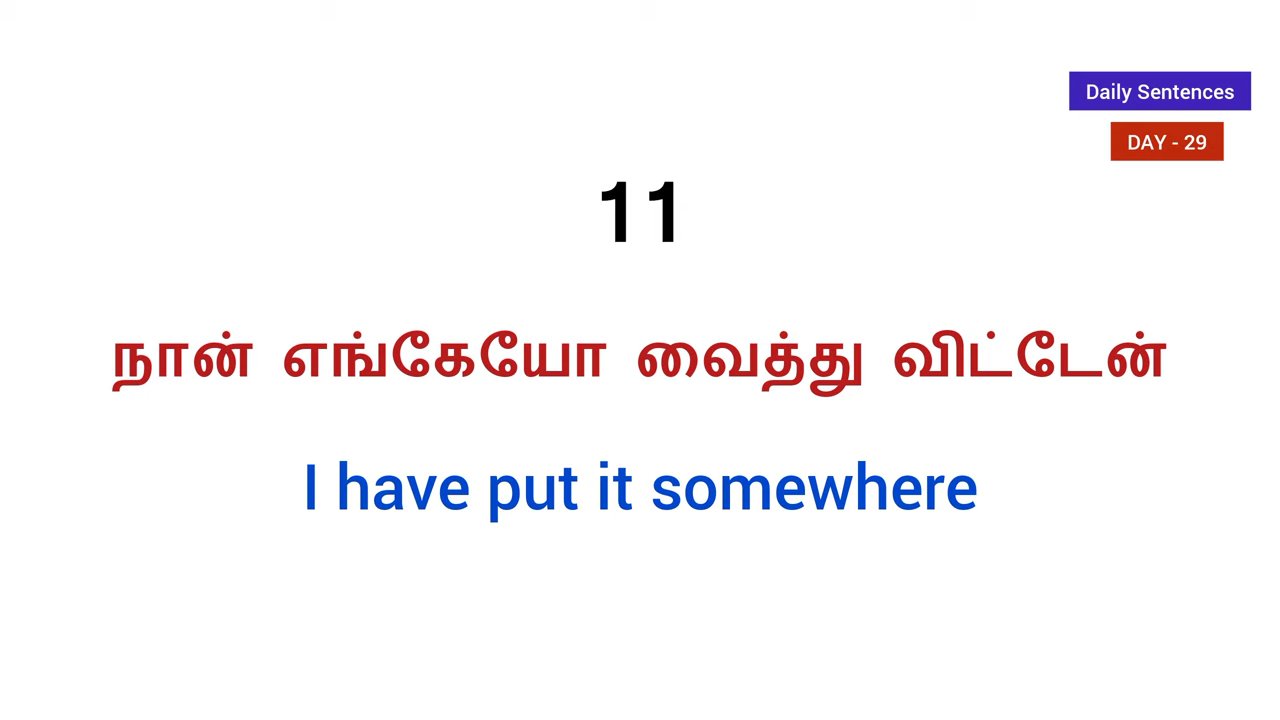 Daily Sentences
DAY - 29
11
நான் எங்கேயோ வைத்து விட்டேன்
I have put it somewhere